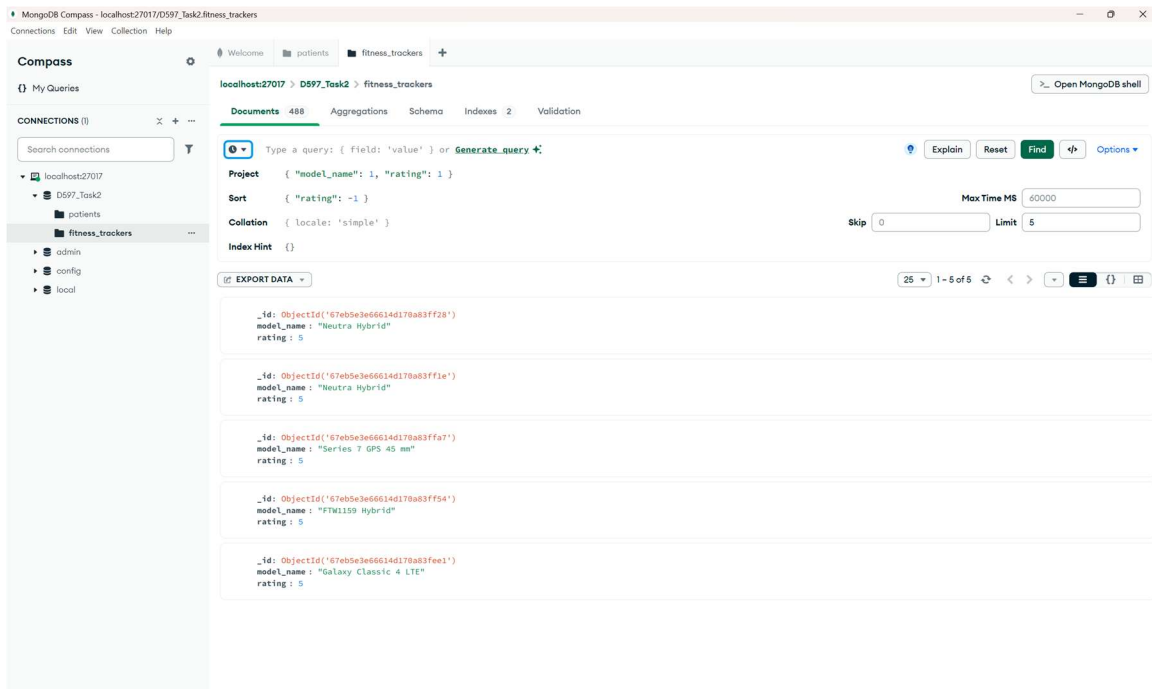 MongoDB Compass - localhost:27017/D597_Task2.fitness_trackers
Connections Edit View Collection Help
Compass
My Queries
CONNECTIONS (1)
Search connections
localhost:27017
D597_Task2
patients
fitness_trackers
admin
config
local
Welcome patients fitness_trackers
localhost:27017 > D597_Task2 > fitness_trackers
>_ Open MongoDB shell
Documents 488 Aggregations Schema Indexes 2 Validation
Type a query: { field: 'value' } or Generate query
Explain Reset Find </> Options
Project { "model_name": 1, "rating": 1 }
Sort { "rating": -1 }
Max Time MS 60000
Collation { locale: 'simple' }
Skip 0 Limit 5
Index Hint {}
EXPORT DATA
25 1 – 5 of 5 {}
_id: ObjectId('67eb5e3e66614d170a83ff28')
model_name : "Neutra Hybrid"
rating : 5
_id: ObjectId('67eb5e3e66614d170a83ff1e')
model_name : "Neutra Hybrid"
rating : 5
_id: ObjectId('67eb5e3e66614d170a83ffa7')
model_name : "Series 7 GPS 45 mm"
rating : 5
_id: ObjectId('67eb5e3e66614d170a83ff54')
model_name : "FTW1159 Hybrid"
rating : 5
_id: ObjectId('67eb5e3e66614d170a83fee1')
model_name : "Galaxy Classic 4 LTE"
rating : 5